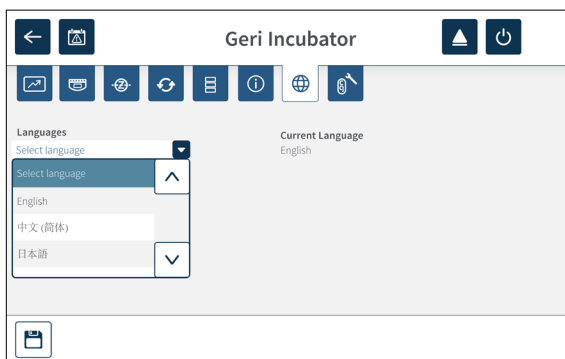 Geri Incubator
Languages
Select language
Select language
English
中文 (简体)
日本語
Current Language
English